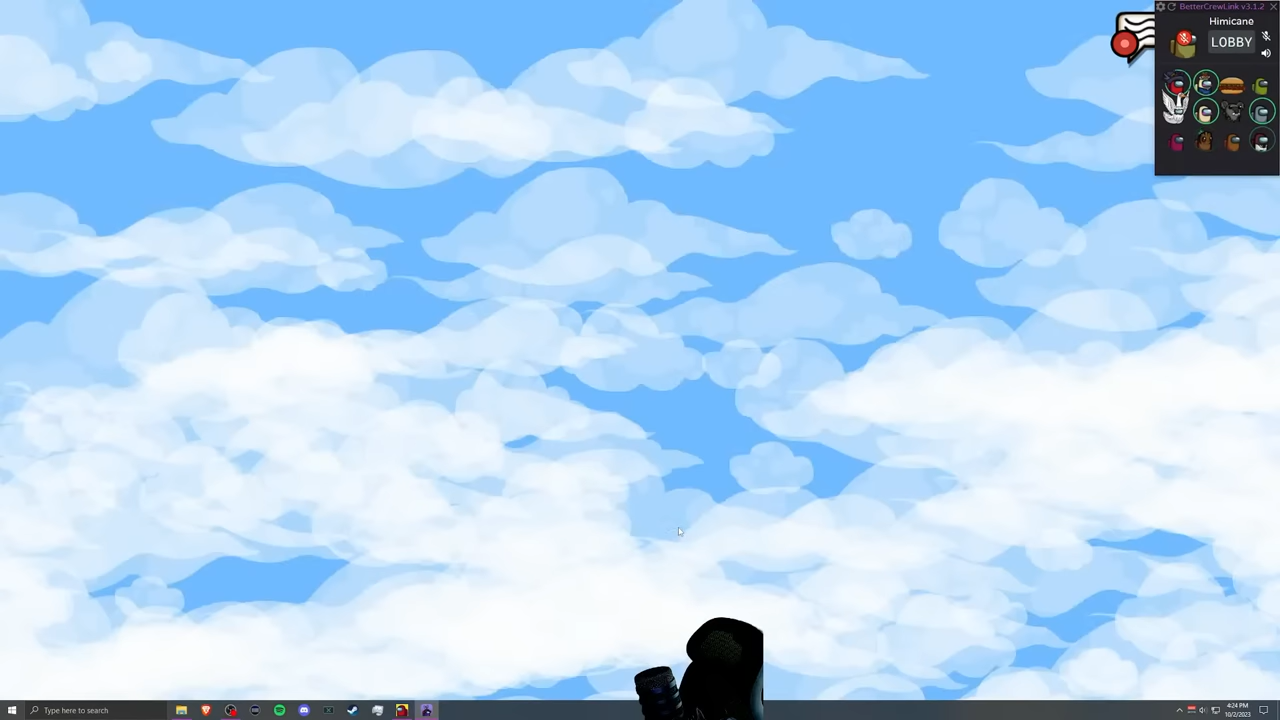 BetterCrewLink v3.1.2
Himicane
LOBBY
Type here to search
4:24 PM
10/2/2023